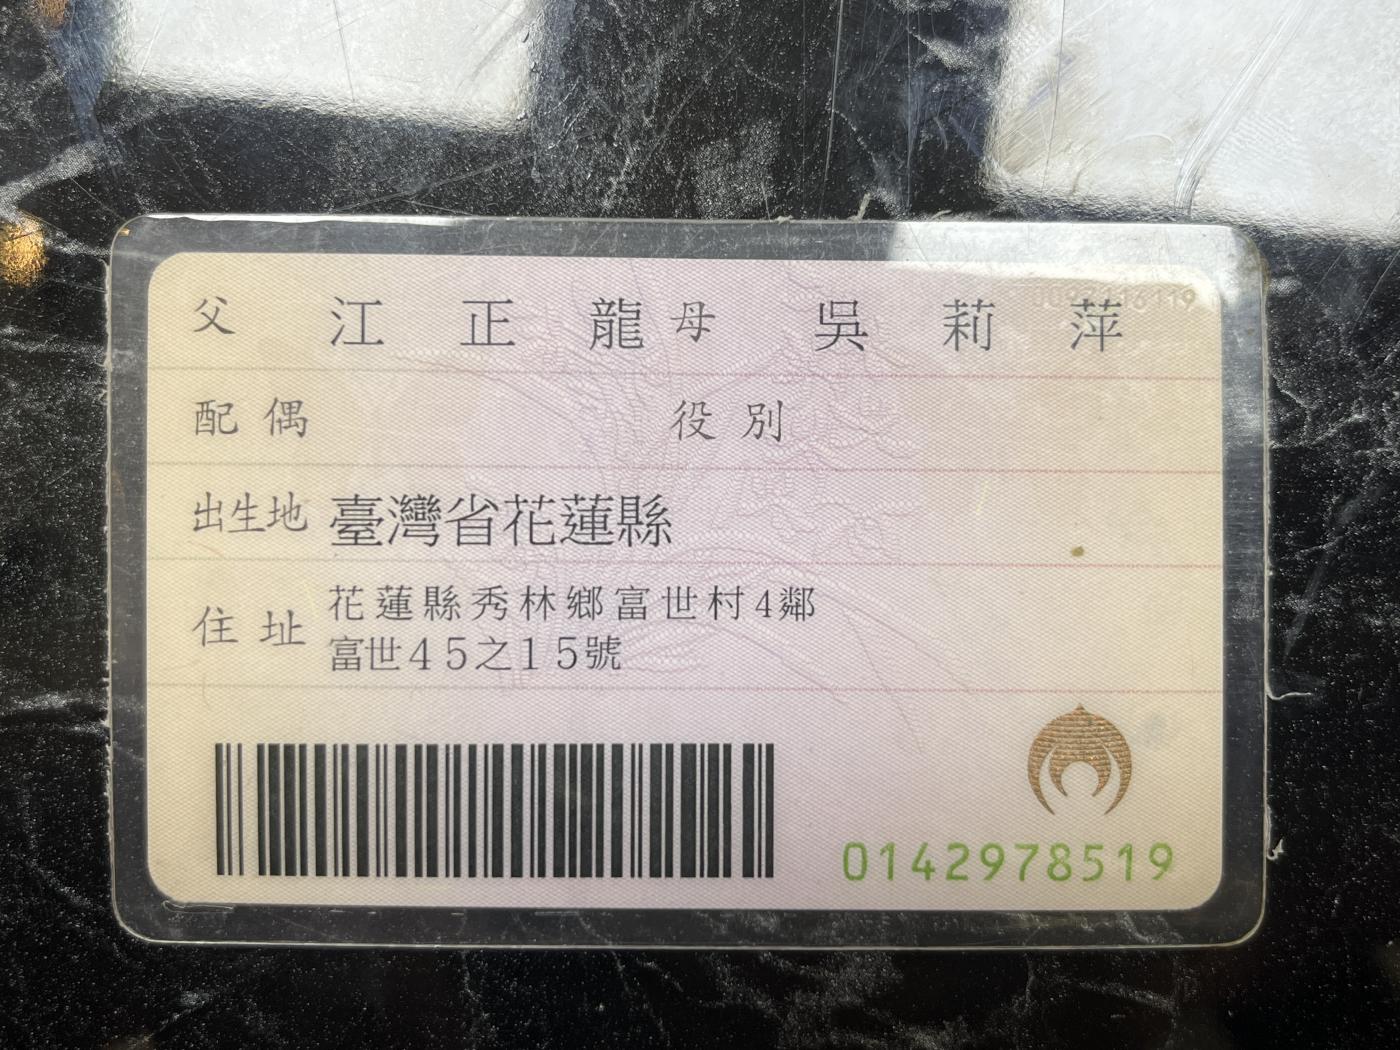 父 江正龍 母 吳莉萍
配偶 役別
出生地 臺灣省花蓮縣
住址 花蓮縣秀林鄉富世村4鄰
富世45之15號
0142978519